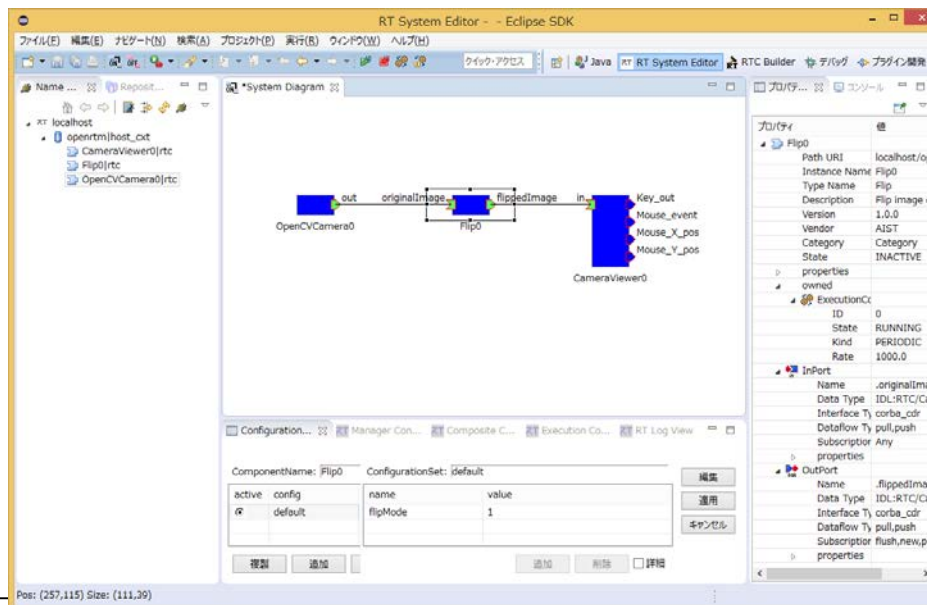 RT System Editor - - Eclipse SDK
ファイル(F) 編集(E) ナビゲート(N) 検索(A) プロジェクト(P) 実行(R) ウィンドウ(W) ヘルプ(H)
クイック・アクセス Java RT System Editor RTC Builder デバッグ プラグイン開発
Name ... Reposit...
localhost
openrtm|host_cxt
CameraViewer0|rtc
Flip0|rtc
OpenCVCamera0|rtc
*System Diagram
out originalImage flippedImage in
OpenCVCamera0
Flip0
Key_out
Mouse_event
Mouse_X_pos
Mouse_Y_pos
CameraViewer0
Configuration... Manager Con... Composite C... Execution Co... RT Log View
ComponentName: Flip0 ConfigurationSet: default
編集
適用
キャンセル
active config
default
name value
flipMode 1
複製 追加
追加 削除 詳細
プロパテ... コンソール
プロパティ 値
Flip0
Path URI localhost/o
Instance Name Flip0
Type Name Flip
Description Flip image
Version 1.0.0
Vendor AIST
Category Category
State INACTIVE
properties
owned
ExecutionCo
ID 0
State RUNNING
Kind PERIODIC
Rate 1000.0
InPort
Name .originalIma
Data Type IDL:RTC/Ca
Interface Ty corba_cdr
Dataflow Ty pull,push
Subscription Any
properties
OutPort
Name .flippedIma
Data Type IDL:RTC/Ca
Interface Ty corba_cdr
Dataflow Ty pull,push
Subscription flush,new,p
properties
Pos: (257,115) Size: (111,39)